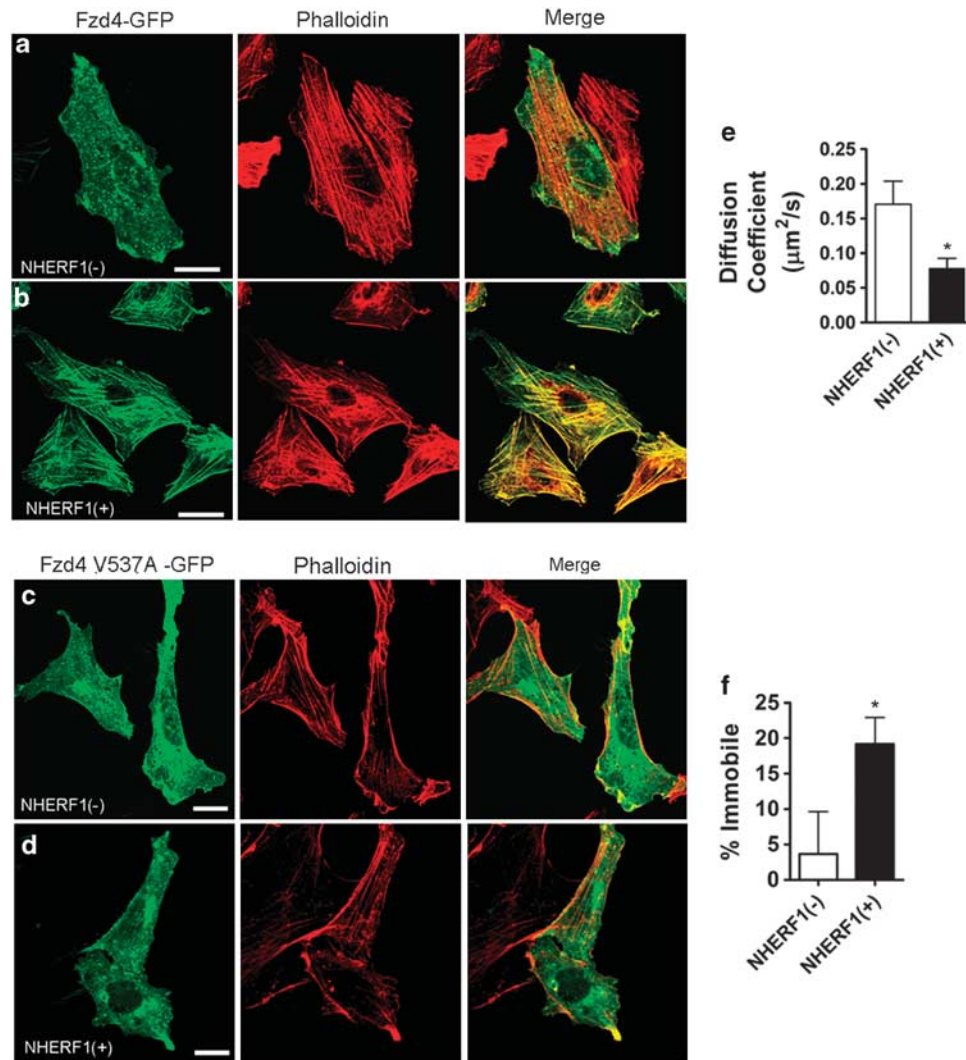 Fzd4-GFP Phalloidin Merge
a
NHERF1(-)
b
NHERF1(+)
Fzd4 V537A -GFP Phalloidin Merge
c
NHERF1(-)
d
NHERF1(+)
e
Diffusion
Coefficient
(µm²/s)
0.25
0.20
0.15
0.10
0.05
0.00
*
NHERF1(-)
NHERF1(+)
f
% Immobile
25
20
15
10
5
0
*
NHERF1(-)
NHERF1(+)